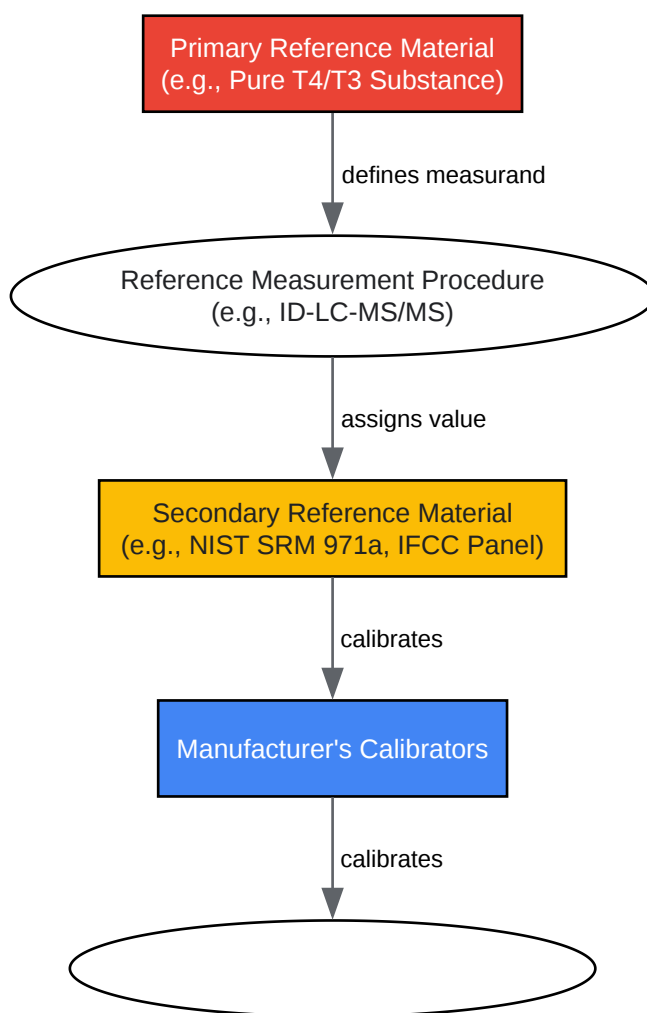 Primary Reference Material
(e.g., Pure T4/T3 Substance)
defines measurand
Reference Measurement Procedure
(e.g., ID-LC-MS/MS)
assigns value
Secondary Reference Material
(e.g., NIST SRM 971a, IFCC Panel)
calibrates
Manufacturer's Calibrators
calibrates